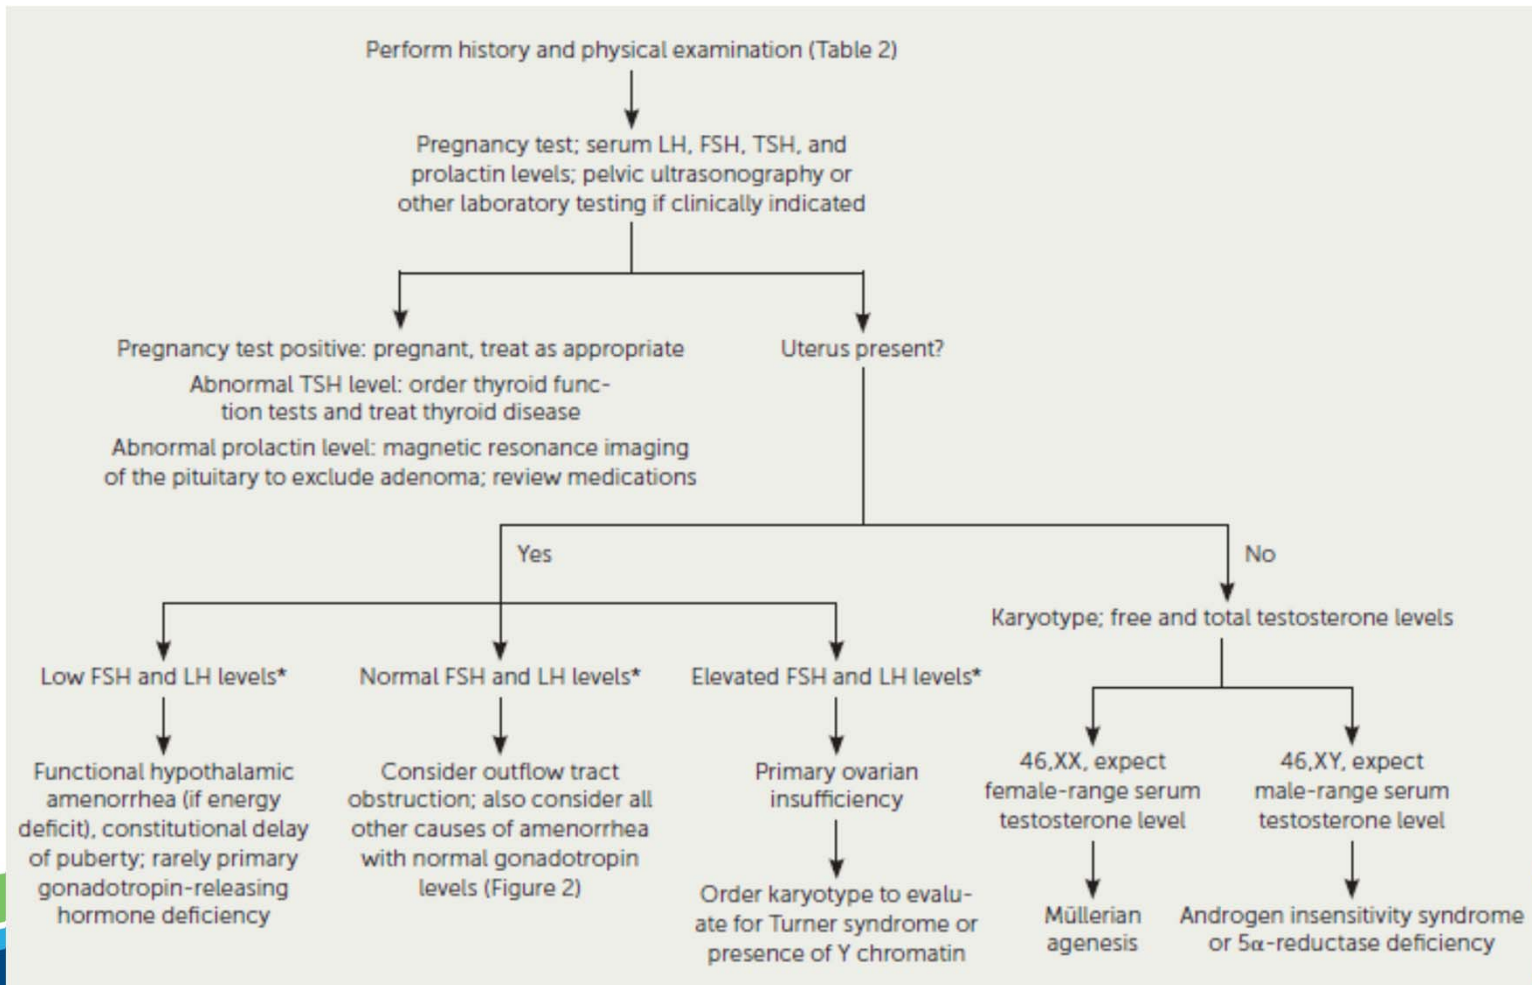 Perform history and physical examination (Table 2)
Pregnancy test; serum LH, FSH, TSH, and
prolactin levels; pelvic ultrasonography or
other laboratory testing if clinically indicated
Pregnancy test positive: pregnant, treat as appropriate
Abnormal TSH level: order thyroid func-
tion tests and treat thyroid disease
Abnormal prolactin level: magnetic resonance imaging
of the pituitary to exclude adenoma; review medications
Uterus present?
Yes
No
Low FSH and LH levels*
Functional hypothalamic
amenorrhea (if energy
deficit), constitutional delay
of puberty; rarely primary
gonadotropin-releasing
hormone deficiency
Normal FSH and LH levels*
Consider outflow tract
obstruction; also consider all
other causes of amenorrhea
with normal gonadotropin
levels (Figure 2)
Elevated FSH and LH levels*
Primary ovarian
insufficiency
Order karyotype to evalu-
ate for Turner syndrome or
presence of Y chromatin
Karyotype; free and total testosterone levels
46,XX, expect
female-range serum
testosterone level
Müllerian
agenesis
46,XY, expect
male-range serum
testosterone level
Androgen insensitivity syndrome
or 5α-reductase deficiency